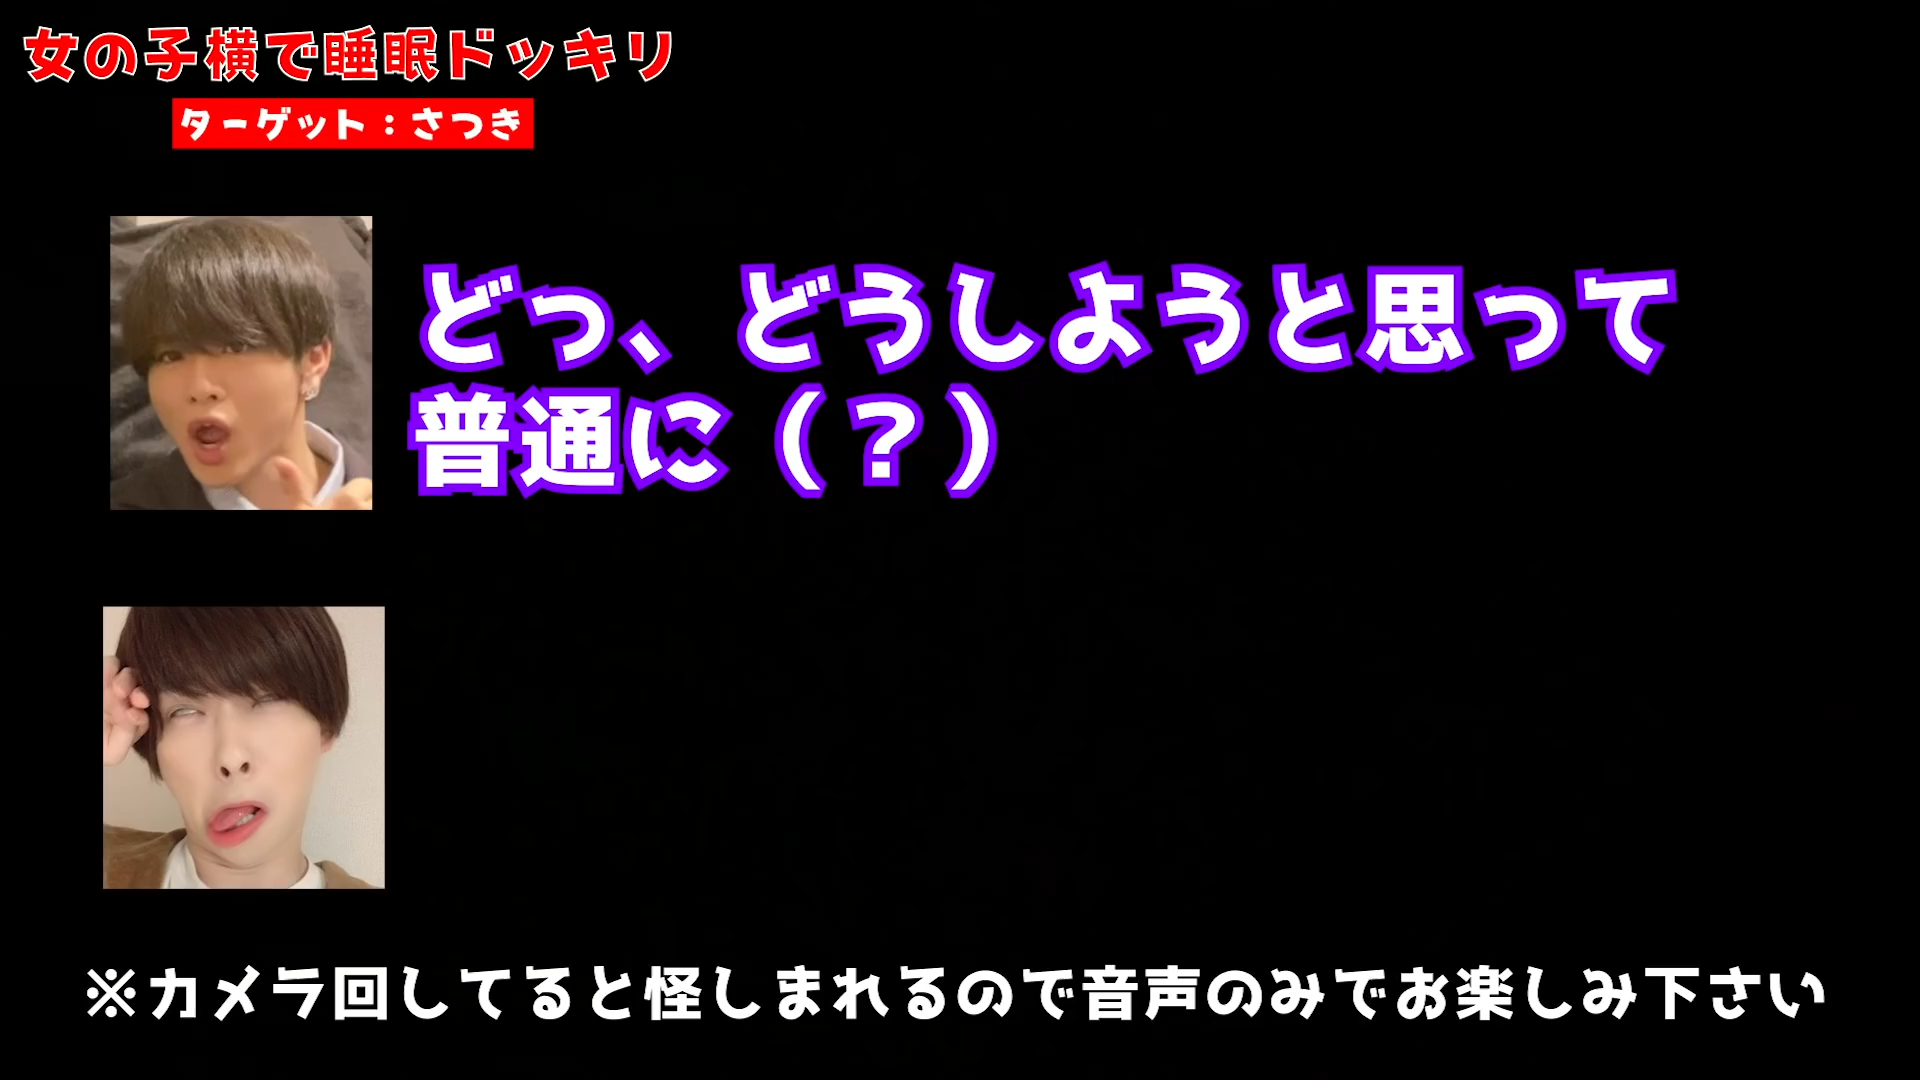 女の子横で睡眠ドッキリ
ターゲット：さつき
どっ、どうしようと思って
普通に（？）
※カメラ回してると怪しまれるので音声のみでお楽しみ下さい